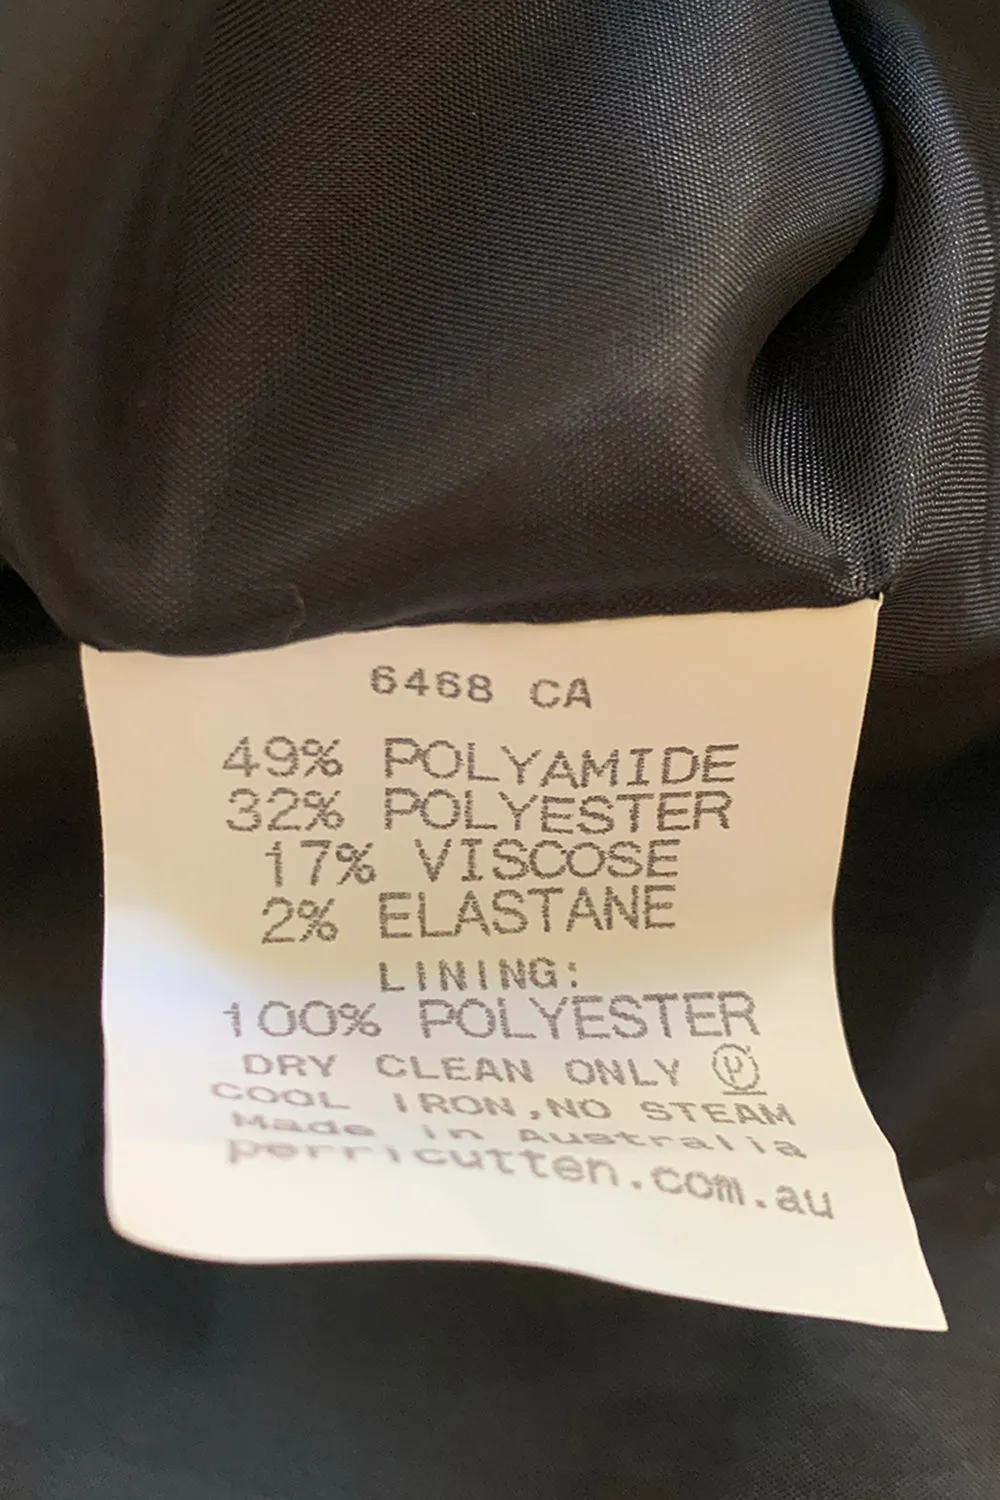 6468 CA
49% POLYAMIDE
32% POLYESTER
17% VISCOSE
2% ELASTANE
LINING:
100% POLYESTER
DRY CLEAN ONLY Ⓟ
COOL IRON,NO STEAM
Made in Australia
perricutten.com.au